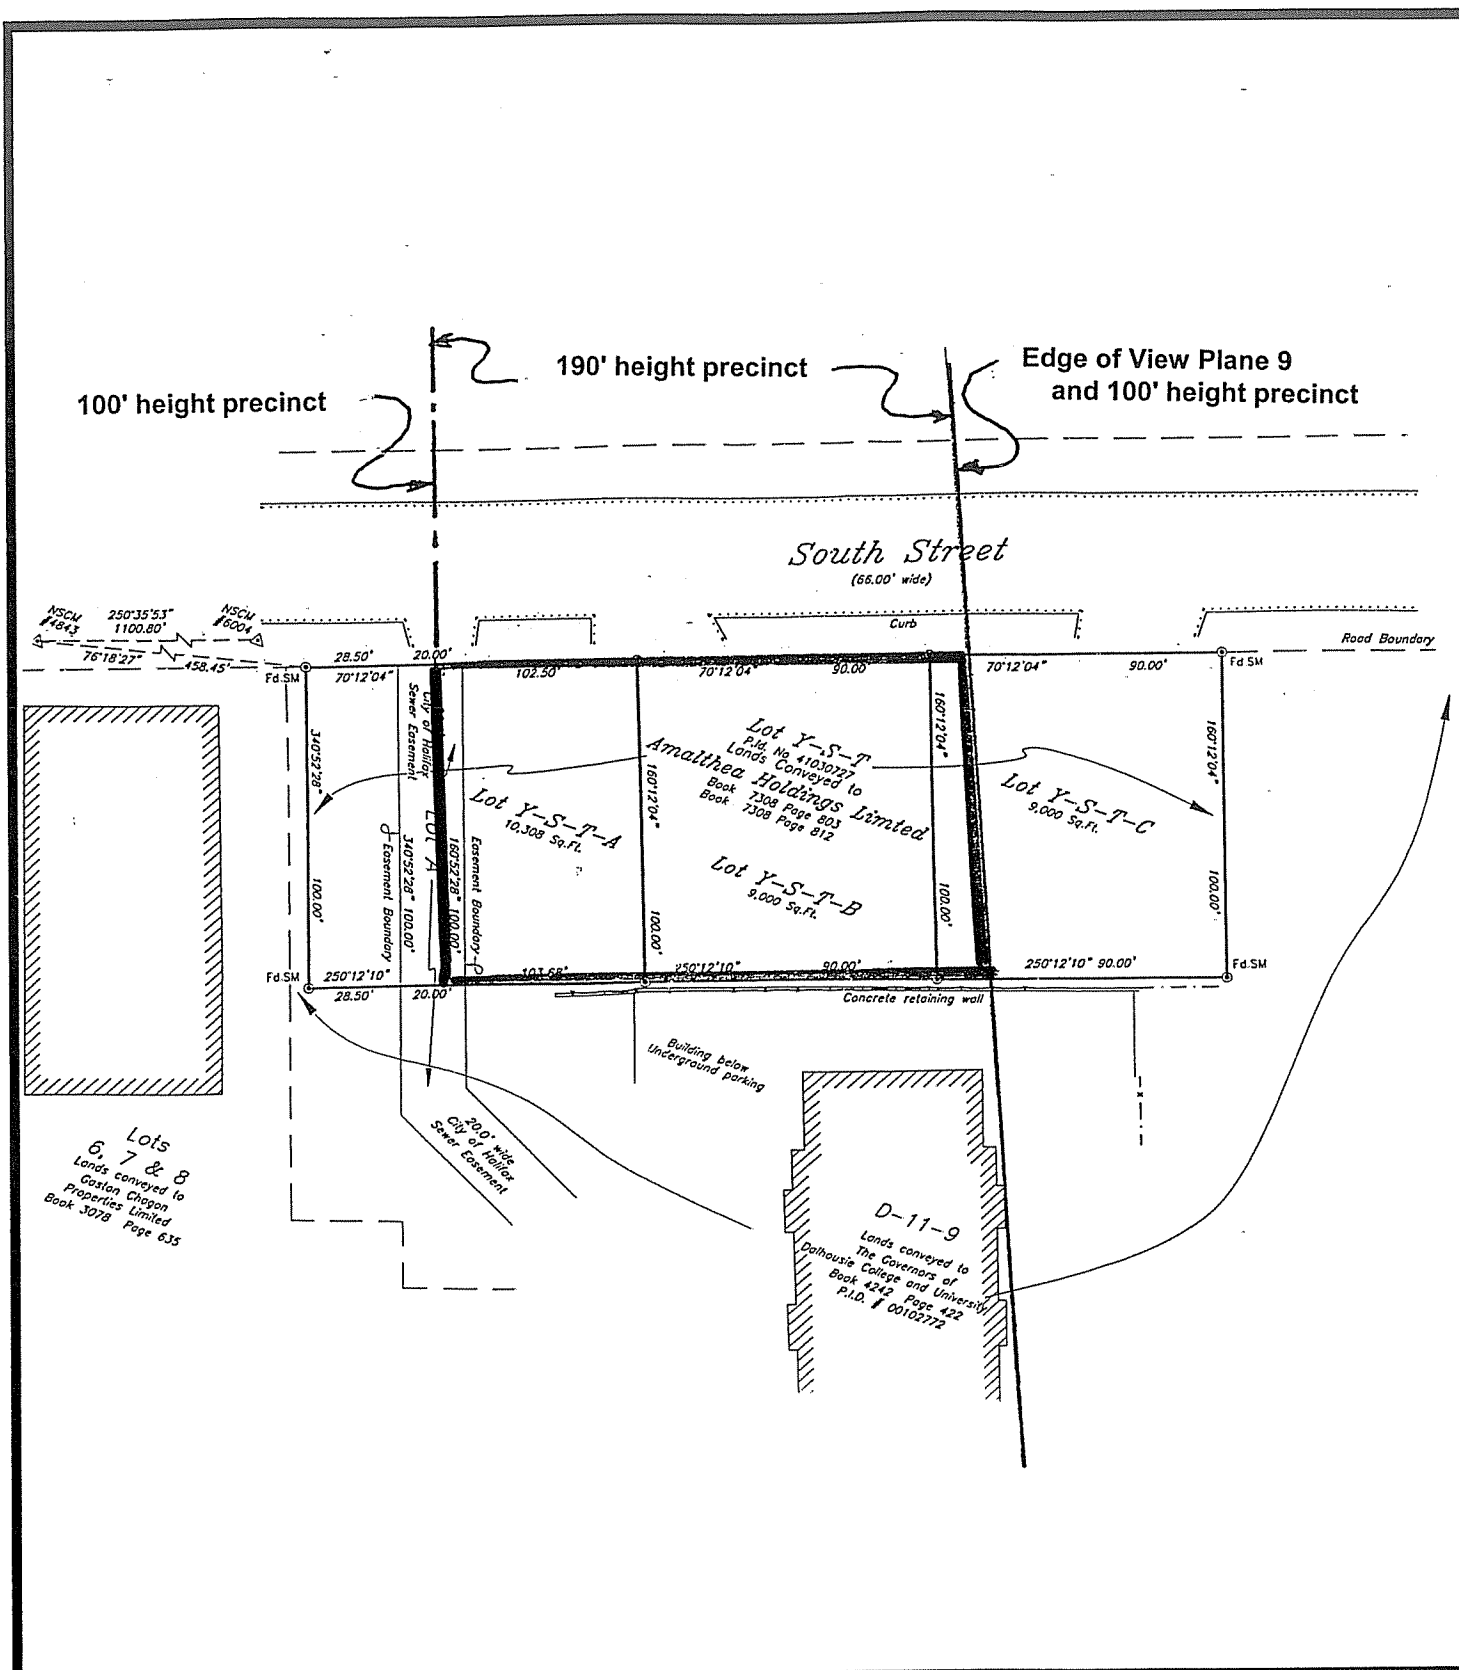 190' height precinct
Edge of View Plane 9
and 100' height precinct
100' height precinct
South Street
(66.00' wide)
NSCM
#4843
250°35'53"
1100.80'
NSCM
#6004
76°18'27"
458.45'
Curb
Road Boundary
28.50'
20.00'
Fd.SM
70°12'04"
102.50'
70°12'04"
90.00'
70°12'04"
90.00'
Fd.SM
340°52'28"
100.00'
City of Halifax
Sewer Easement
Easement Boundary
340°52'28" 100.00'
Lot A
160°52'28" 100.00'
Easement Boundary
Lot Y-S-T-A
10,308 Sq.Ft.
160°12'04"
100.00'
Lot Y-S-T
P.Id. No. 41030727
Lands Conveyed to
Amalthea Holdings Limted
Book 7308 Page 803
Book 7308 Page 812
Lot Y-S-T-B
9,000 Sq.Ft.
160°12'04"
100.00'
Lot Y-S-T-C
9,000 Sq.Ft.
160°12'04"
100.00'
Fd.SM
250°12'10"
28.50'
20.00'
103.68'
250°12'10"
90.00'
250°12'10" 90.00'
Fd.SM
Concrete retaining wall
Building below
Underground parking
20.0' wide
City of Halifax
Sewer Easement
Lots
6, 7 & 8
Lands conveyed to
Gaston Chagon
Properties Limited
Book 3078 Page 635
D-11-9
Lands conveyed to
The Governors of
Dalhousie College and University
Book 4242 Page 422
P.I.D. # 00102772